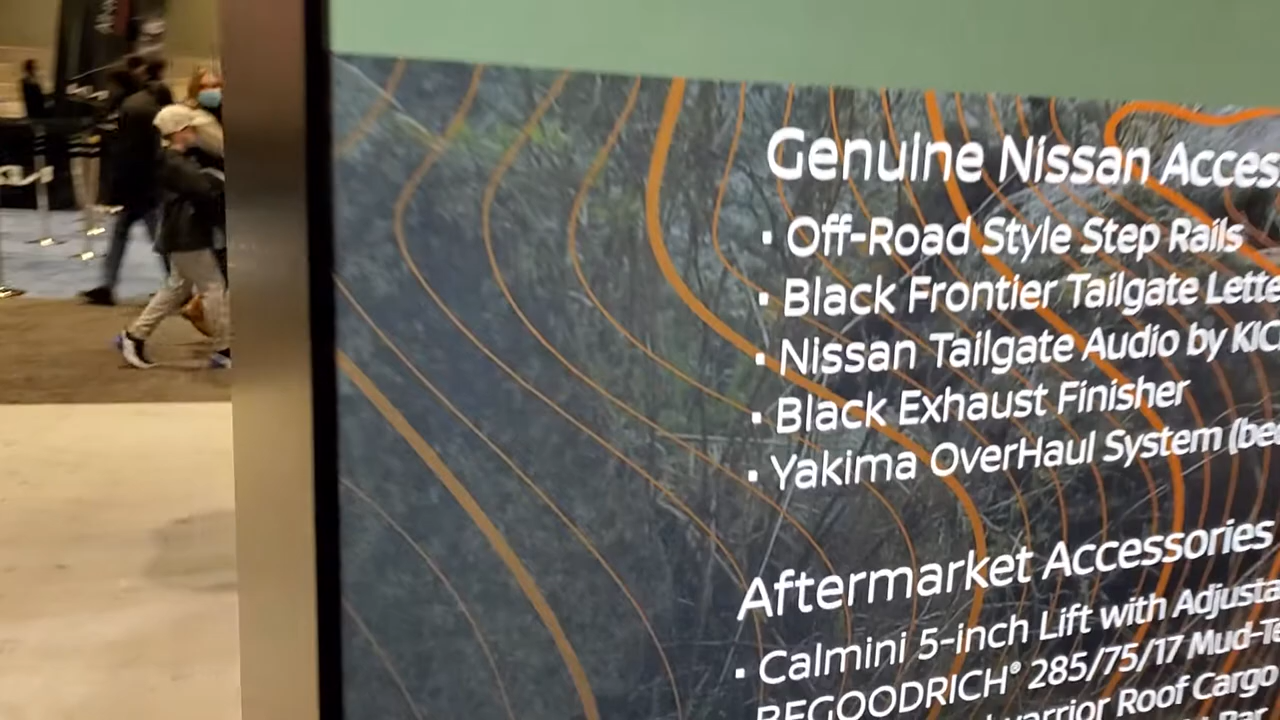 Genuine Nissan Acces
· Off-Road Style Step Rails
· Black Frontier Tailgate Lette
· Nissan Tailgate Audio by KIC
· Black Exhaust Finisher
· Yakima OverHaul System (bed
Aftermarket Accessories
· Calmini 5-inch Lift with Adjusta
BFGOODRICH® 285/75/17 Mud-Te
Roof Cargo
Bar